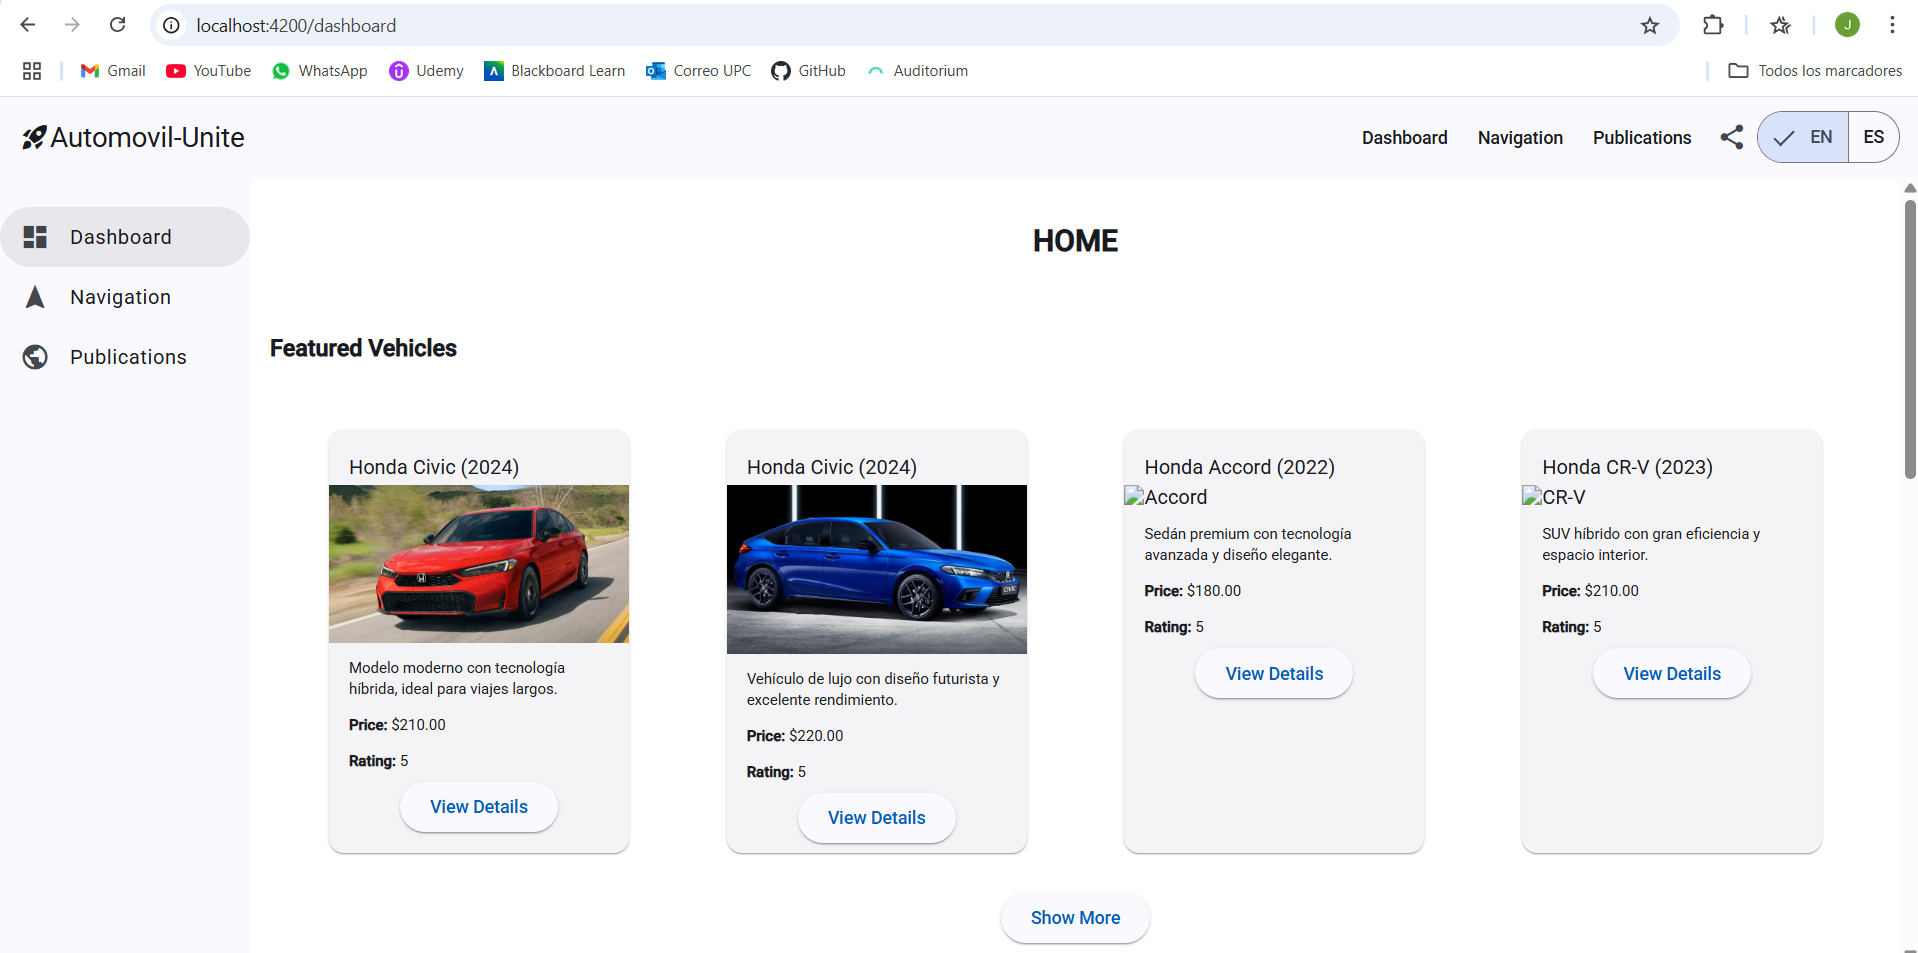 localhost:4200/dashboard
J
Gmail
YouTube
WhatsApp
Udemy
Blackboard Learn
Correo UPC
GitHub
Auditorium
Todos los marcadores
Automovil-Unite
Dashboard
Navigation
Publications
EN
ES
Dashboard
Navigation
Publications
HOME
Featured Vehicles
Honda Civic (2024)
Modelo moderno con tecnología
híbrida, ideal para viajes largos.
Price: $210.00
Rating: 5
View Details
Honda Civic (2024)
CIVIC
Vehículo de lujo con diseño futurista y
excelente rendimiento.
Price: $220.00
Rating: 5
View Details
Honda Accord (2022)
Accord
Sedán premium con tecnología
avanzada y diseño elegante.
Price: $180.00
Rating: 5
View Details
Honda CR-V (2023)
CR-V
SUV híbrido con gran eficiencia y
espacio interior.
Price: $210.00
Rating: 5
View Details
Show More